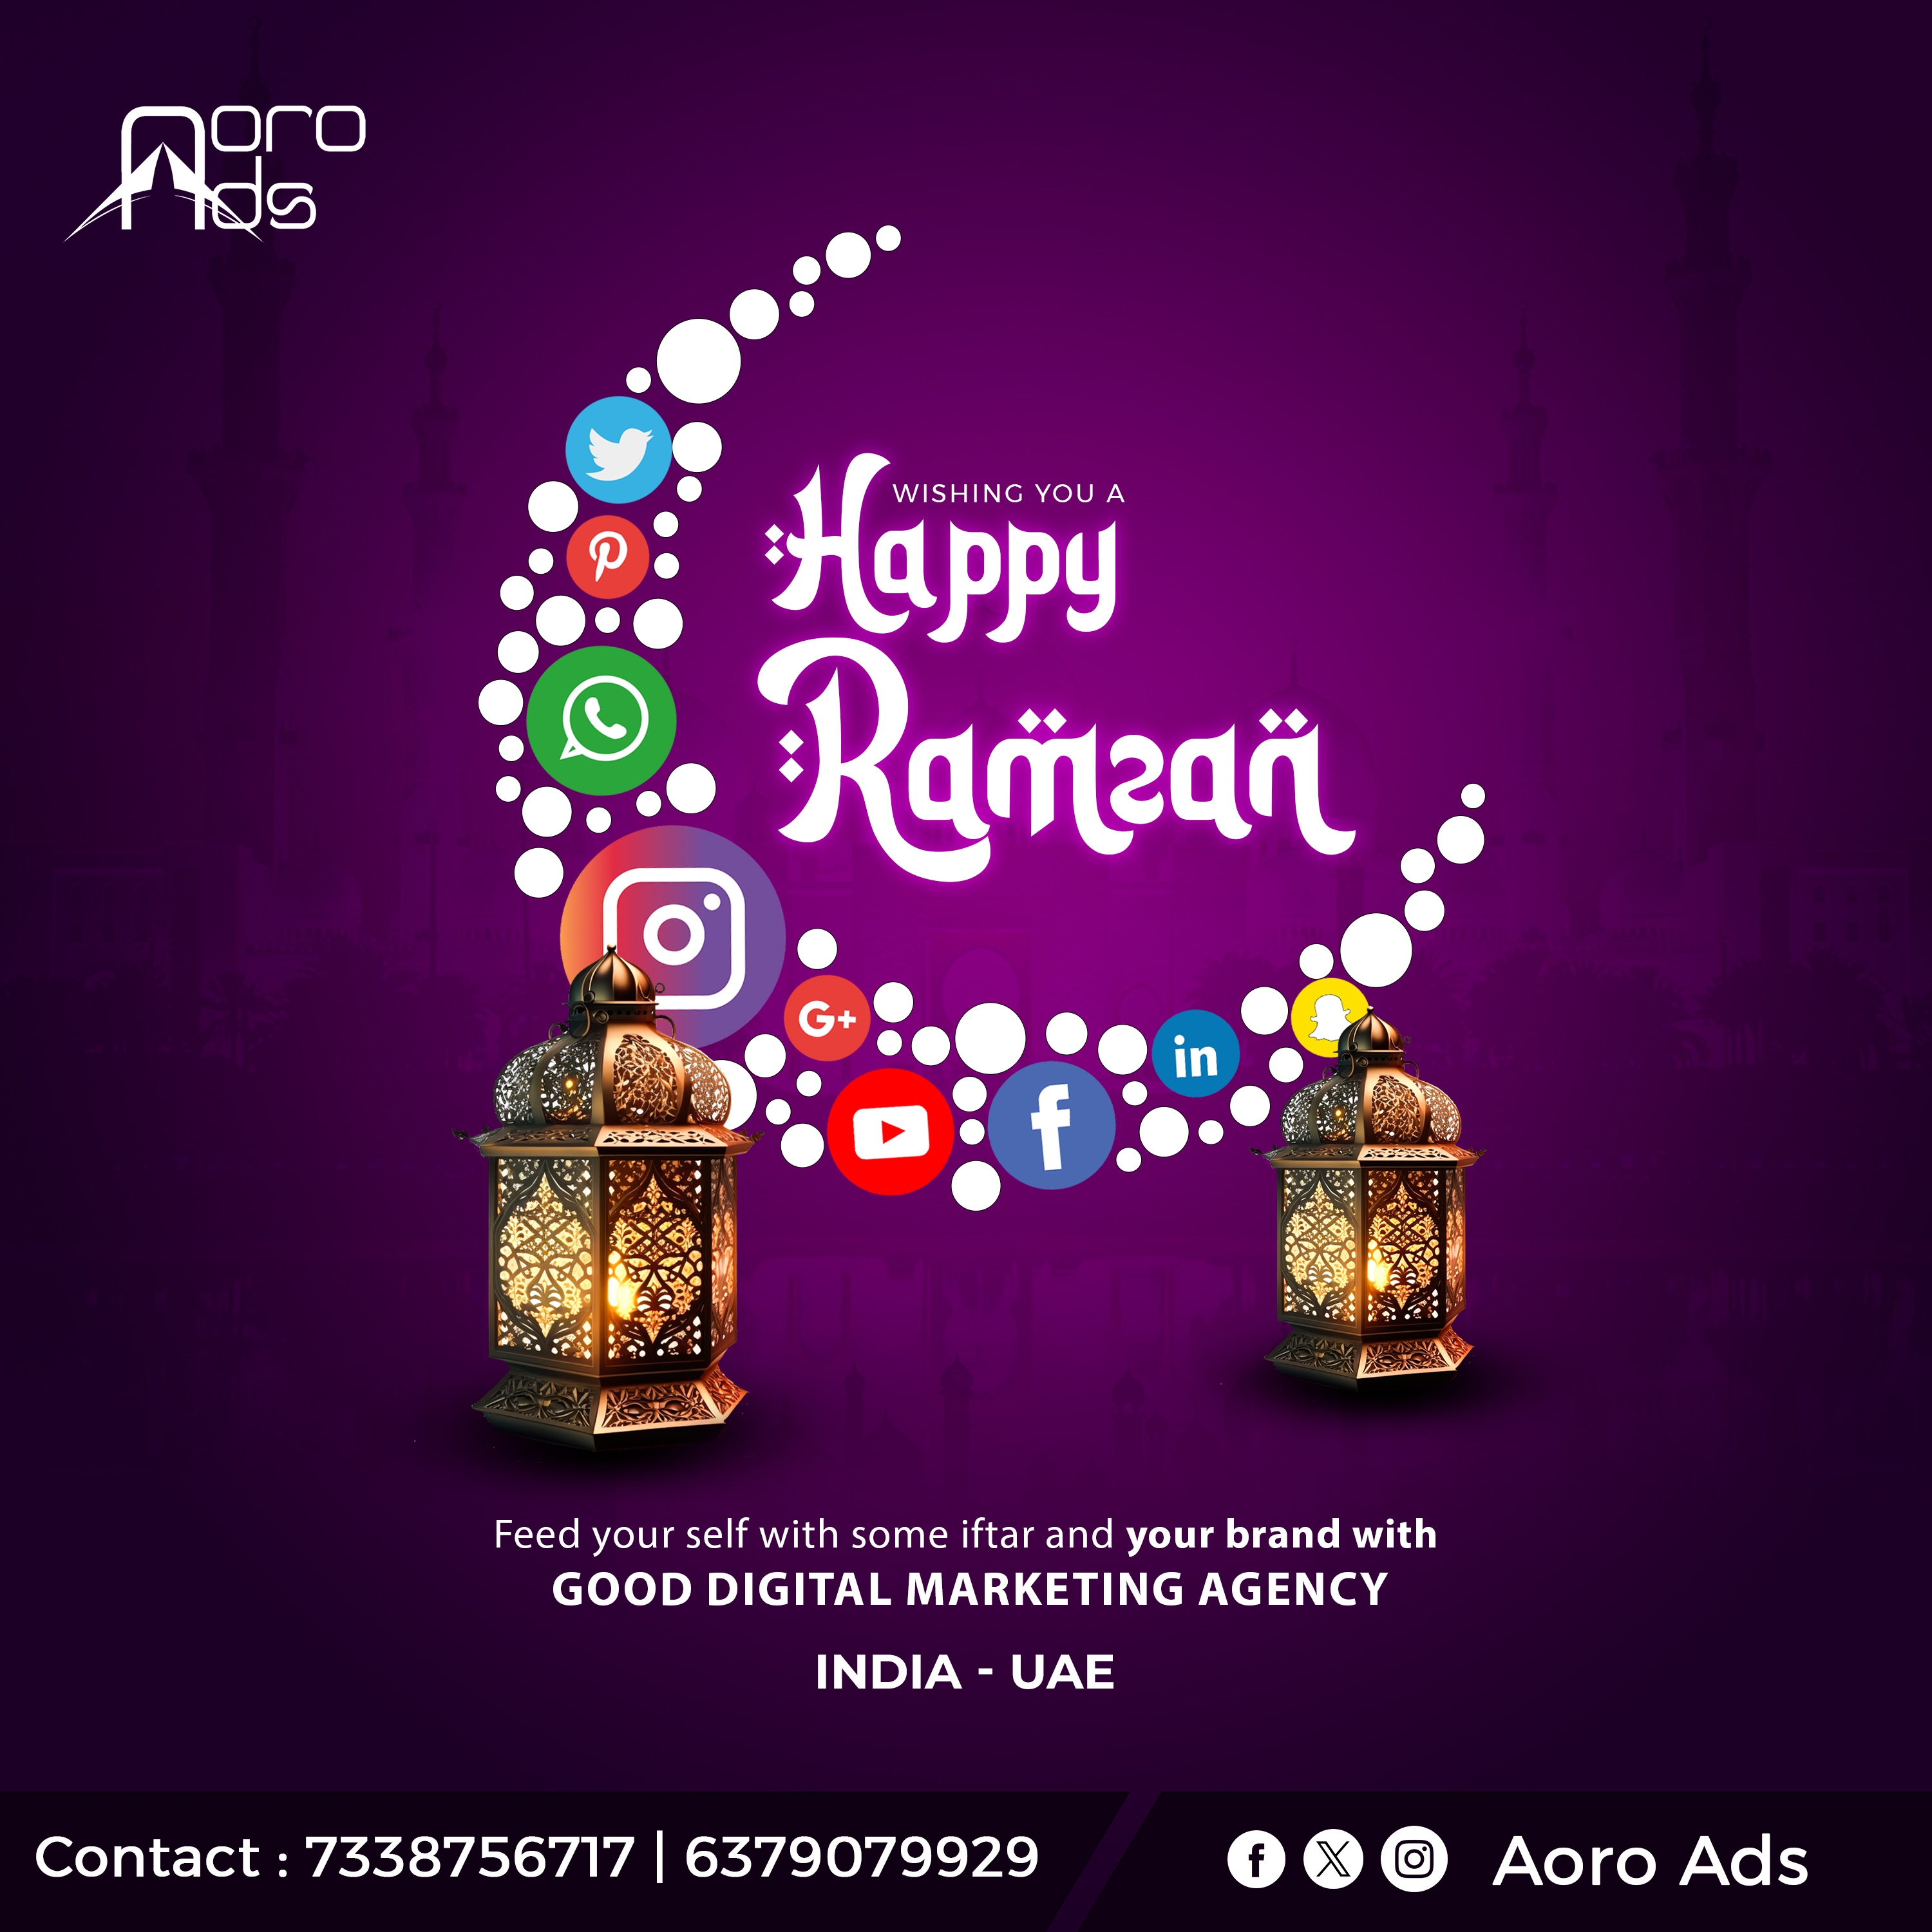 Aoro
Ads
WISHING YOU A
Happy
Ramzan
G+
in
f
Feed your self with some iftar and your brand with
GOOD DIGITAL MARKETING AGENCY
INDIA - UAE
Contact : 7338756717 | 6379079929
Aoro Ads